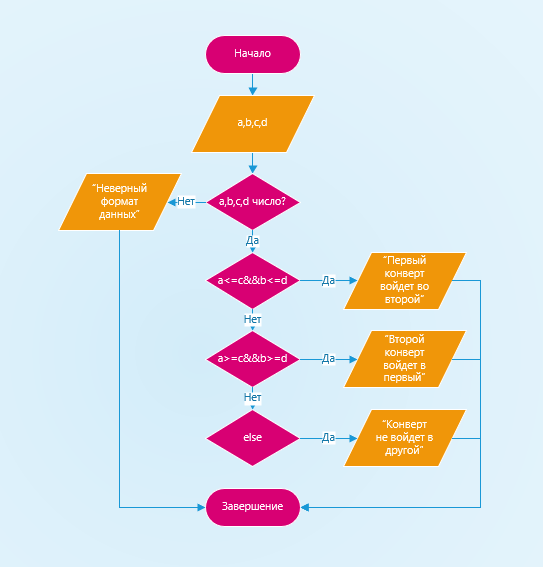 Начало
a,b,c,d
a,b,c,d число?
Нет
“Неверный
формат
данных”
Да
a<=c&&b<=d
Да
“Первый
конверт
войдет во
второй”
Нет
a>=c&&b>=d
Да
“Второй
конверт
войдет в
первый”
Нет
else
Да
“Конверт
не войдет в
другой”
Завершение